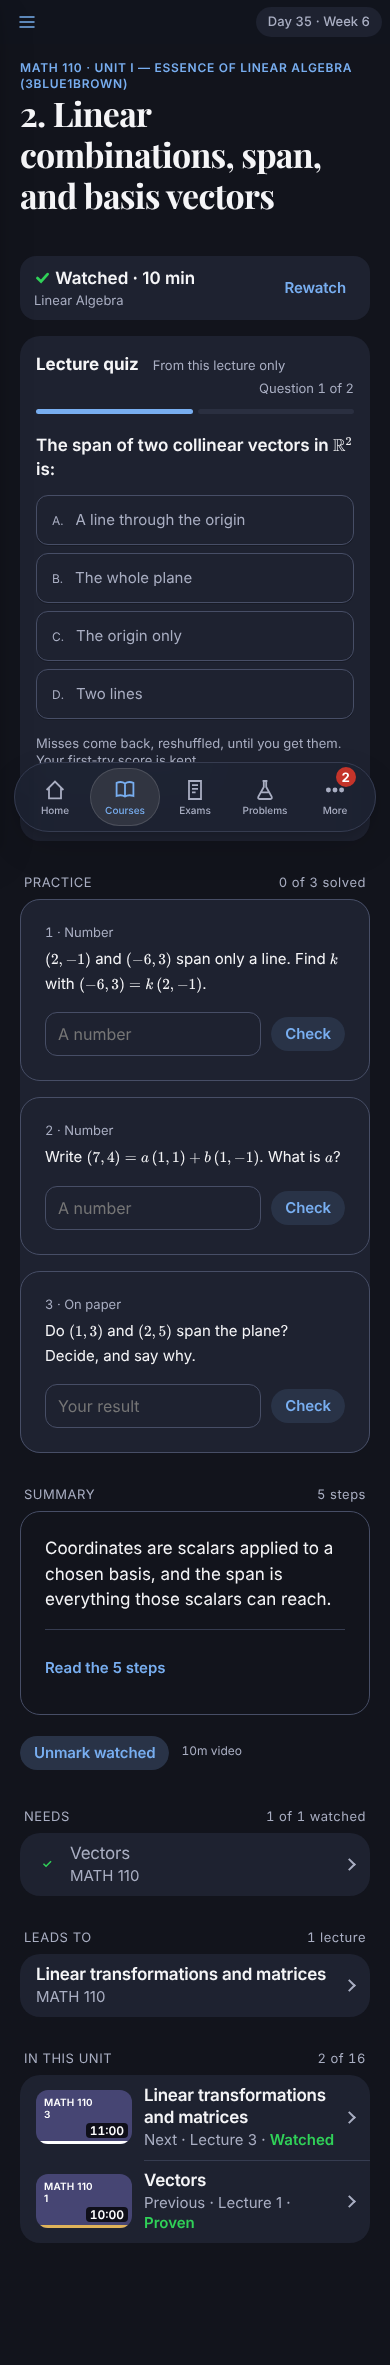 Day 35 · Week 6
MATH 110 · UNIT I — ESSENCE OF LINEAR ALGEBRA
(3BLUE1BROWN)
2. Linear
combinations, span,
and basis vectors
Watched · 10 min
Linear Algebra
Rewatch
Lecture quiz From this lecture only
Question 1 of 2
The span of two collinear vectors in ℝ²
is:
A. A line through the origin
B. The whole plane
C. The origin only
D. Two lines
Misses come back, reshuffled, until you get them.
Your first-try score is kept.
2
Home Courses Exams Problems More
PRACTICE 0 of 3 solved
1 · Number
(2, −1) and (−6, 3) span only a line. Find k
with (−6, 3) = k (2, −1).
A number Check
2 · Number
Write (7, 4) = a (1, 1) + b (1, −1). What is a?
A number Check
3 · On paper
Do (1, 3) and (2, 5) span the plane?
Decide, and say why.
Your result Check
SUMMARY 5 steps
Coordinates are scalars applied to a
chosen basis, and the span is
everything those scalars can reach.
Read the 5 steps
Unmark watched 10m video
NEEDS 1 of 1 watched
Vectors
MATH 110
LEADS TO 1 lecture
Linear transformations and matrices
MATH 110
IN THIS UNIT 2 of 16
MATH 110
3
11:00
Linear transformations
and matrices
Next · Lecture 3 · Watched
MATH 110
1
10:00
Vectors
Previous · Lecture 1 ·
Proven